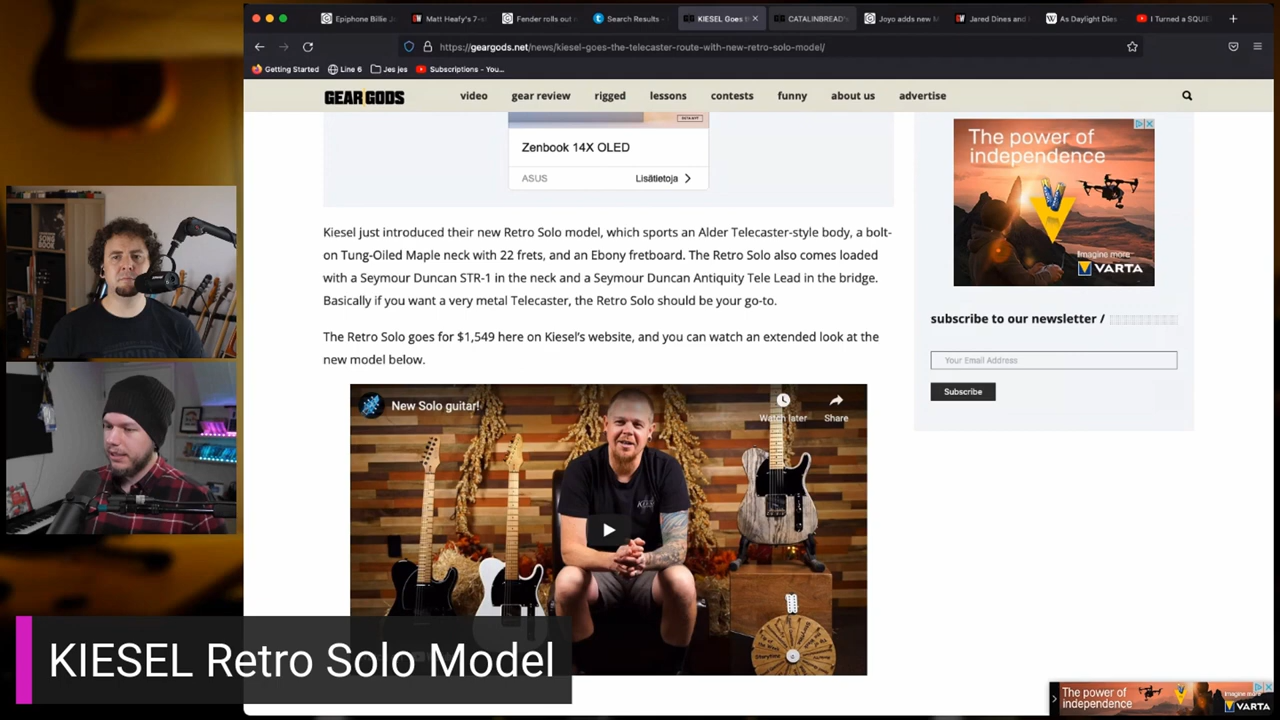 Epiphone Billie Jo
Matt Heafy's 7-s
Fender rolls out o
Search Results -
KIESEL Goes t
CATALINBREAD'
Joyo adds new M
Jared Dines and
As Daylight Dies
I Turned a SQUIE
https://geargods.net/news/kiesel-goes-the-telecaster-route-with-new-retro-solo-model/
Getting Started
Line 6
Jes jes
Subscriptions - You...
GEAR GODS
video
gear review
rigged
lessons
contests
funny
about us
advertise
Zenbook 14X OLED
ASUS
Lisätietoja
Kiesel just introduced their new Retro Solo model, which sports an Alder Telecaster-style body, a bolt-
on Tung-Oiled Maple neck with 22 frets, and an Ebony fretboard. The Retro Solo also comes loaded
with a Seymour Duncan STR-1 in the neck and a Seymour Duncan Antiquity Tele Lead in the bridge.
Basically if you want a very metal Telecaster, the Retro Solo should be your go-to.
The Retro Solo goes for $1,549 here on Kiesel's website, and you can watch an extended look at the
new model below.
New Solo guitar!
Watch later
Share
The power of
independence
Imagine more
VARTA
subscribe to our newsletter /
Your Email Address
Subscribe
SONG
BOOK
KIESEL Retro Solo Model
The power of
independence
Imagine more
VARTA